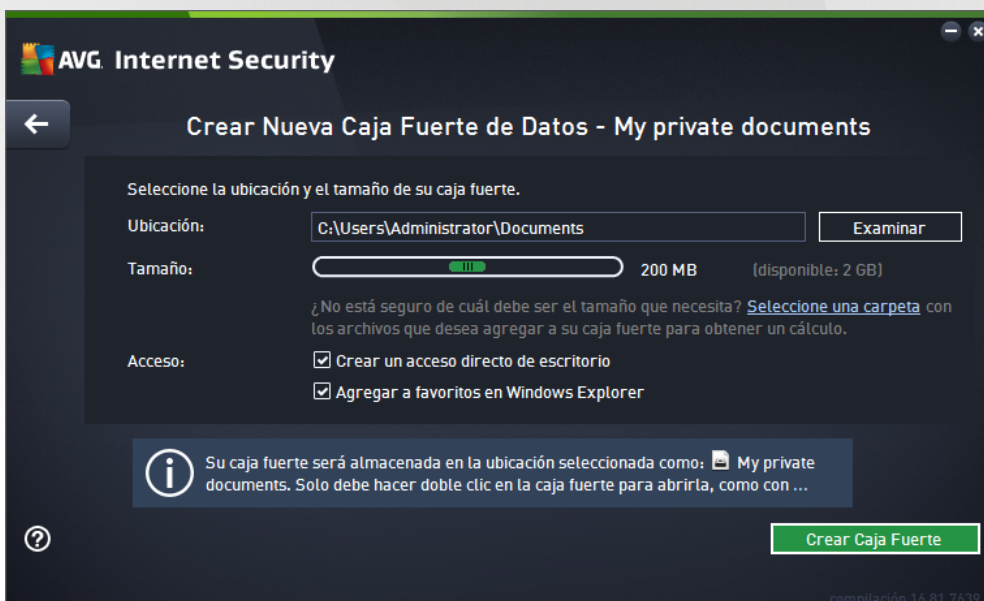 AVG Internet Security
Crear Nueva Caja Fuerte de Datos - My private documents
Seleccione la ubicación y el tamaño de su caja fuerte.
Ubicación: C:\Users\Administrator\Documents Examinar
Tamaño: 200 MB (disponible: 2 GB)
¿No está seguro de cuál debe ser el tamaño que necesita? Seleccione una carpeta con
los archivos que desea agregar a su caja fuerte para obtener un cálculo.
Acceso: Crear un acceso directo de escritorio
Agregar a favoritos en Windows Explorer
Su caja fuerte será almacenada en la ubicación seleccionada como: My private
documents. Solo debe hacer doble clic en la caja fuerte para abrirla, como con ...
Crear Caja Fuerte
compilación 16.81.7639